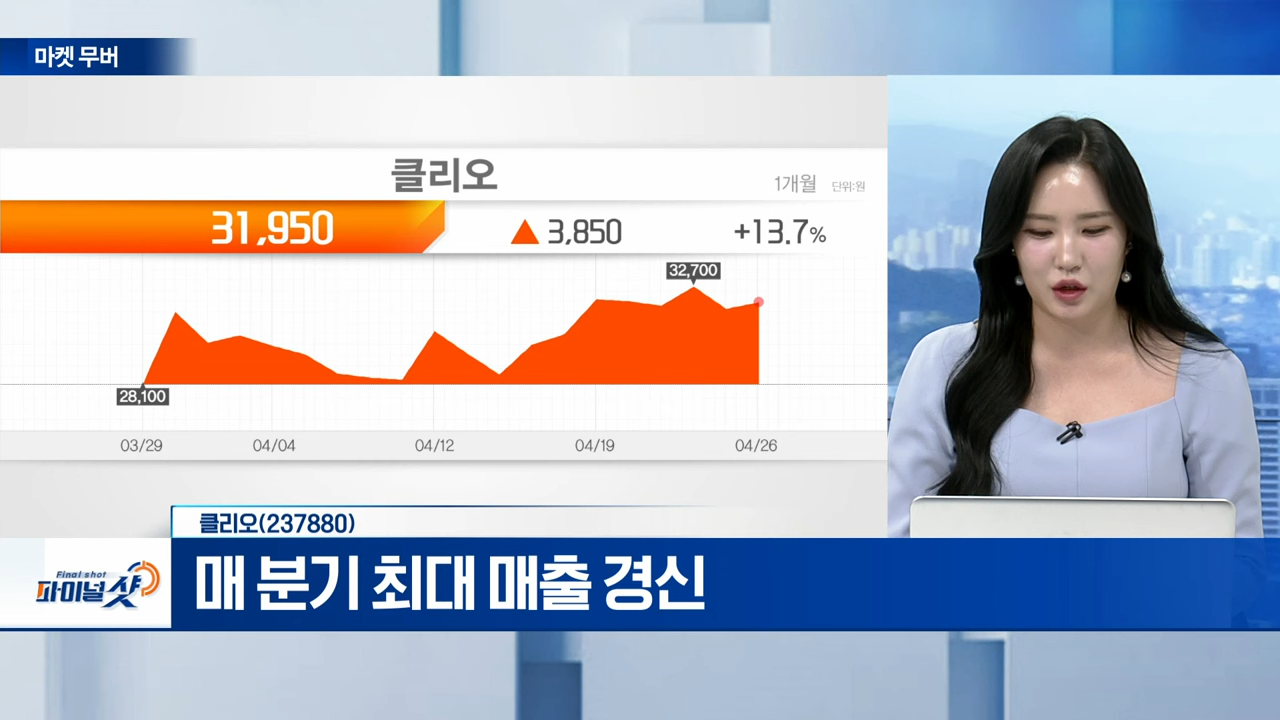 마켓 무버
클리오
1개월 단위:원
31,950 ▲ 3,850 +13.7%
32,700
28,100
03/29 04/04 04/12 04/19 04/26
클리오(237880)
Final shot
파이널샷
매 분기 최대 매출 경신